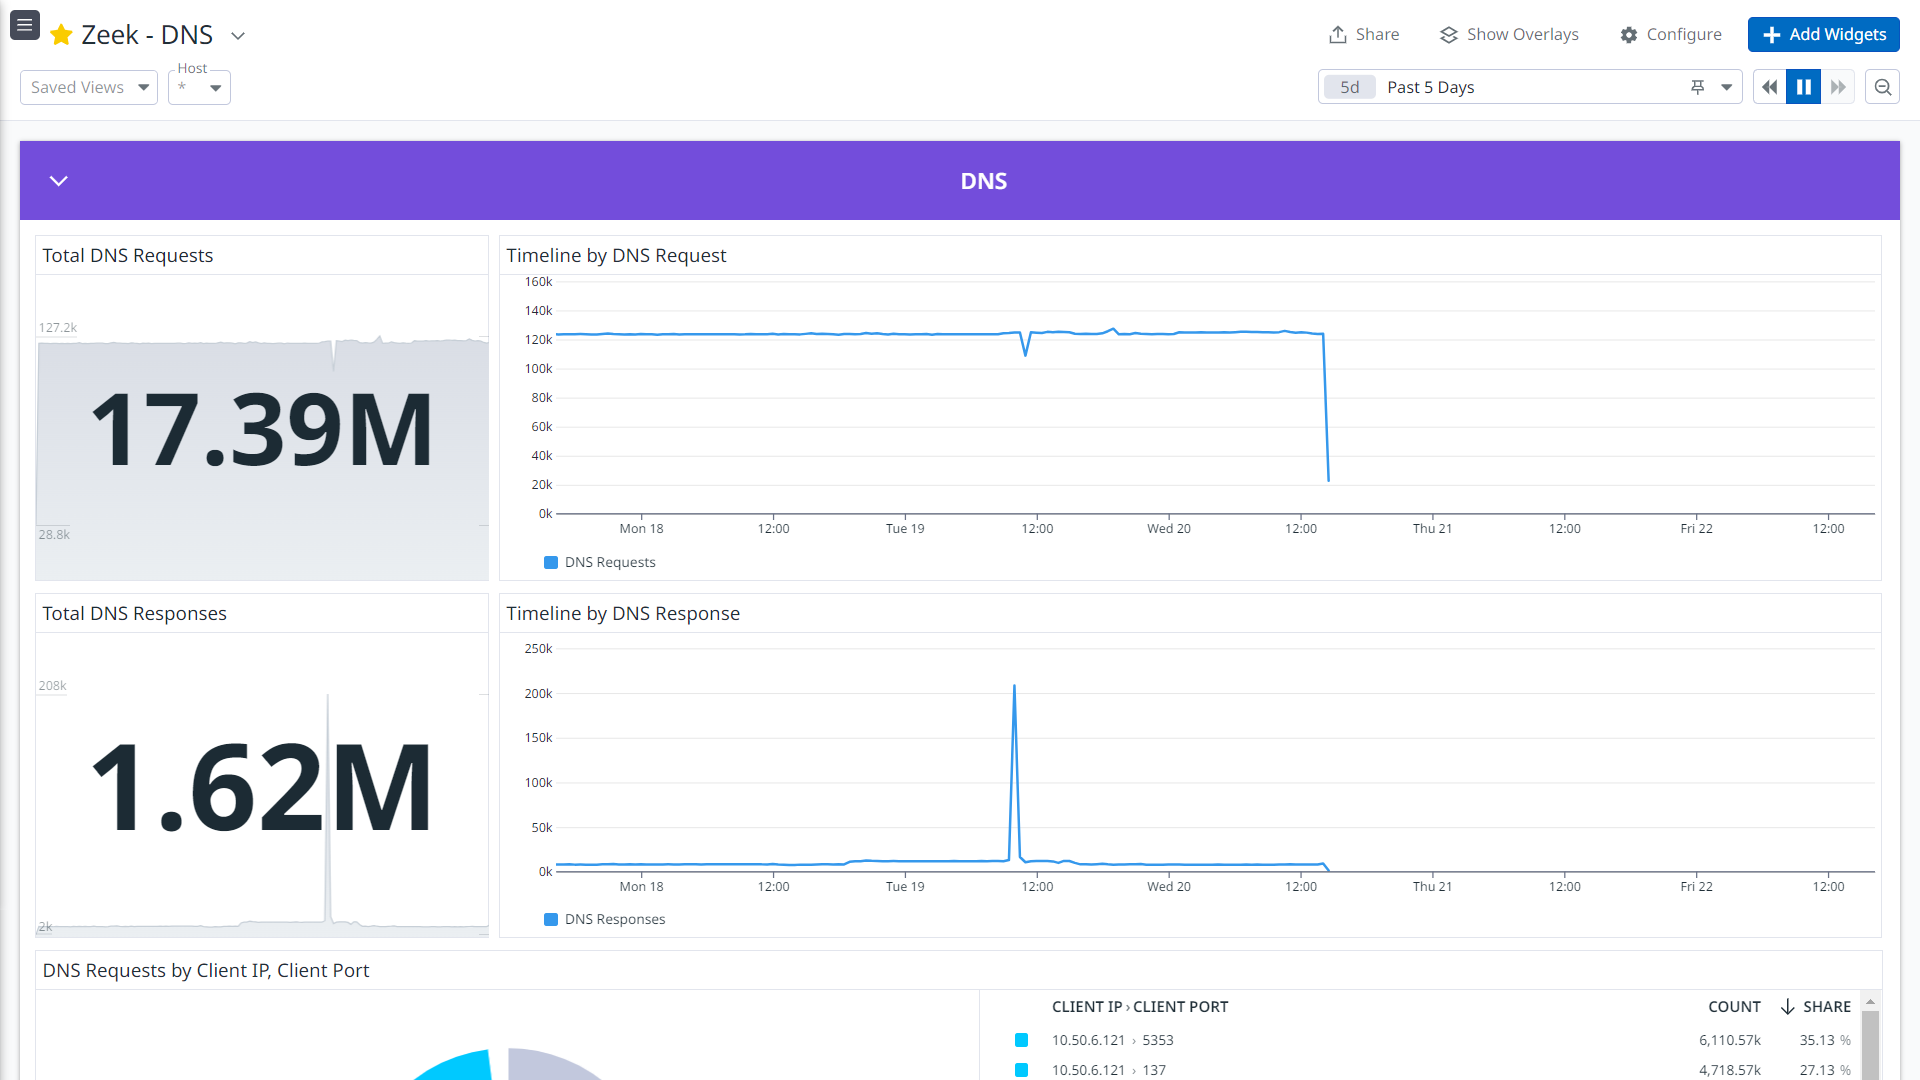 Zeek - DNS
Share
Show Overlays
Configure
Add Widgets
Saved Views
Host
*
5d
Past 5 Days
DNS
Total DNS Requests
127.2k
17.39M
28.8k
Timeline by DNS Request
160k
140k
120k
100k
80k
60k
40k
20k
0k
Mon 18
12:00
Tue 19
12:00
Wed 20
12:00
Thu 21
12:00
Fri 22
12:00
DNS Requests
Total DNS Responses
208k
1.62M
2k
Timeline by DNS Response
250k
200k
150k
100k
50k
0k
Mon 18
12:00
Tue 19
12:00
Wed 20
12:00
Thu 21
12:00
Fri 22
12:00
DNS Responses
DNS Requests by Client IP, Client Port
CLIENT IP › CLIENT PORT COUNT ↓ SHARE
10.50.6.121 › 5353 6,110.57k 35.13 %
10.50.6.121 › 137 4,718.57k 27.13 %